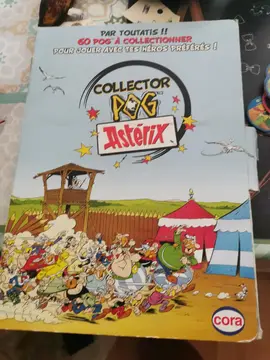 PAR TOUTATIS !!
60 POG À COLLECTIONNER
POUR JOUER AVEC TES HÉROS PRÉFÉRÉS !
COLLECTOR
POG
Astérix
cora